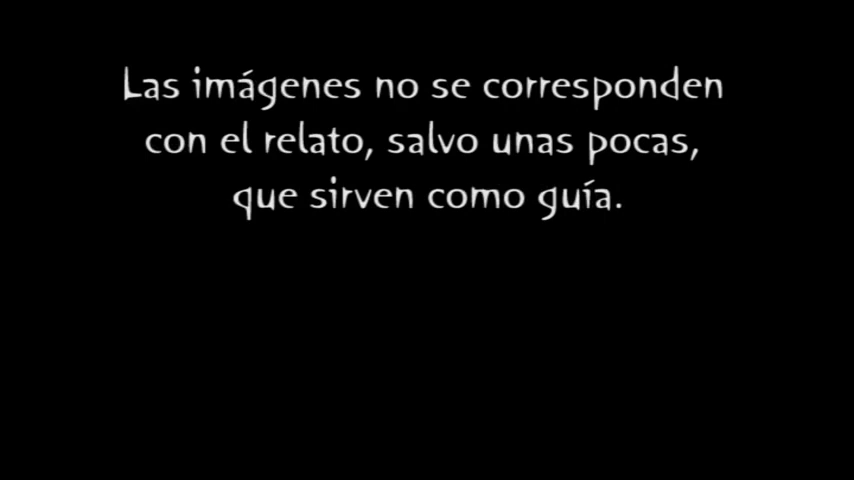 Las imágenes no se corresponden
con el relato, salvo unas pocas,
que sirven como guía.